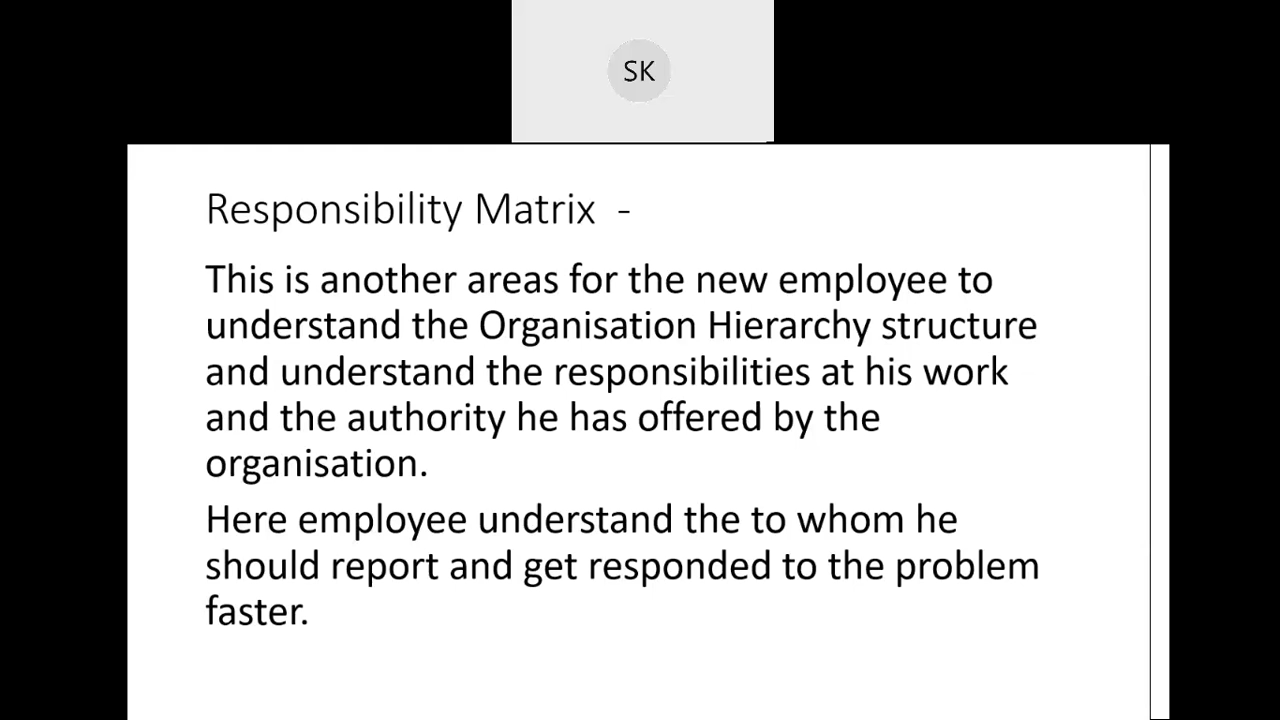 SK
Responsibility Matrix -
This is another areas for the new employee to
understand the Organisation Hierarchy structure
and understand the responsibilities at his work
and the authority he has offered by the
organisation.
Here employee understand the to whom he
should report and get responded to the problem
faster.